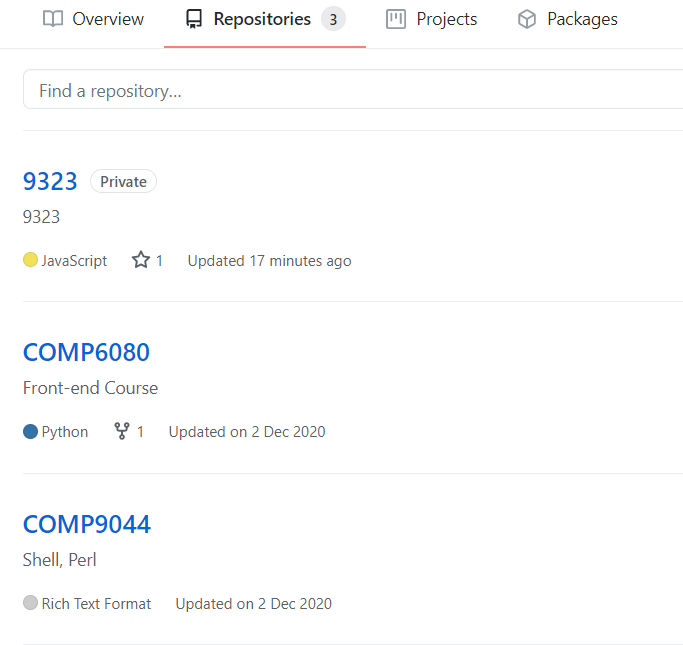 Overview Repositories 3 Projects Packages
Find a repository...
9323 Private
9323
JavaScript 1 Updated 17 minutes ago
COMP6080
Front-end Course
Python 1 Updated on 2 Dec 2020
COMP9044
Shell, Perl
Rich Text Format Updated on 2 Dec 2020